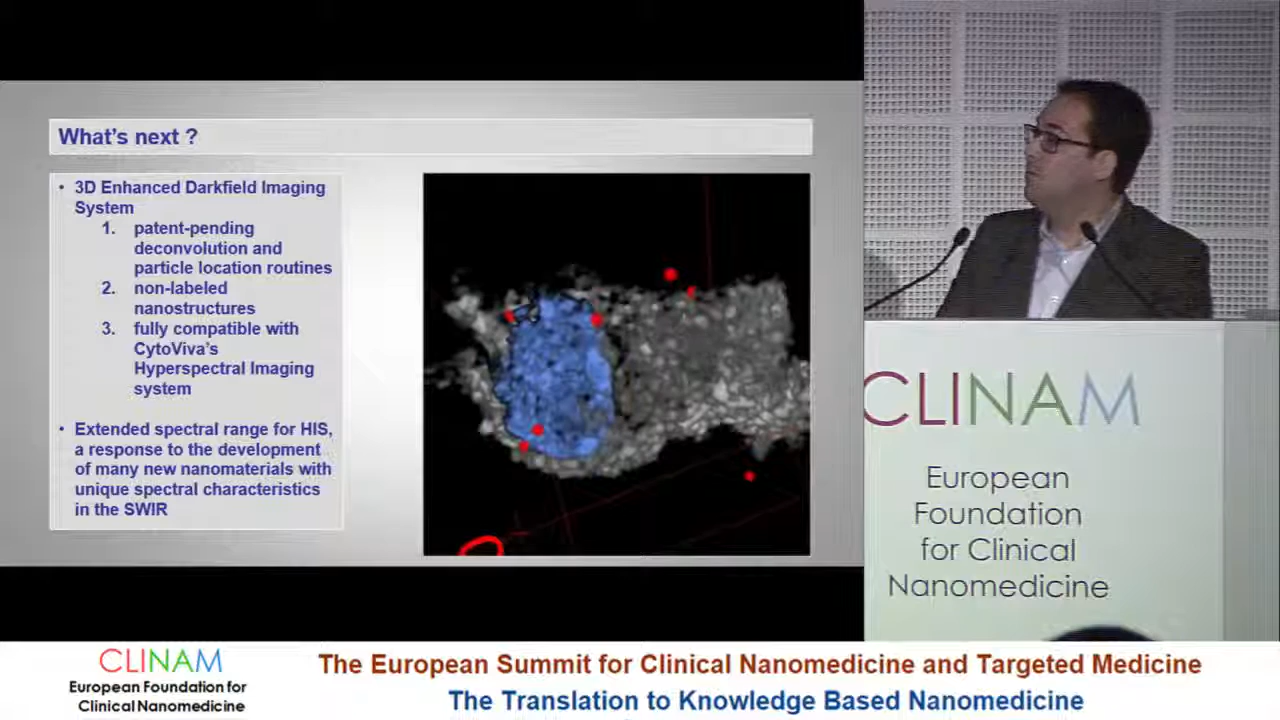 What's next ?
• 3D Enhanced Darkfield Imaging
System
1. patent-pending
deconvolution and
particle location routines
2. non-labeled
nanostructures
3. fully compatible with
CytoViva's
Hyperspectral Imaging
system
• Extended spectral range for HIS,
a response to the development
of many new nanomaterials with
unique spectral characteristics
in the SWIR
CLINAM
European
Foundation
for Clinical
Nanomedicine
CLINAM
European Foundation for
Clinical Nanomedicine
The European Summit for Clinical Nanomedicine and Targeted Medicine
The Translation to Knowledge Based Nanomedicine